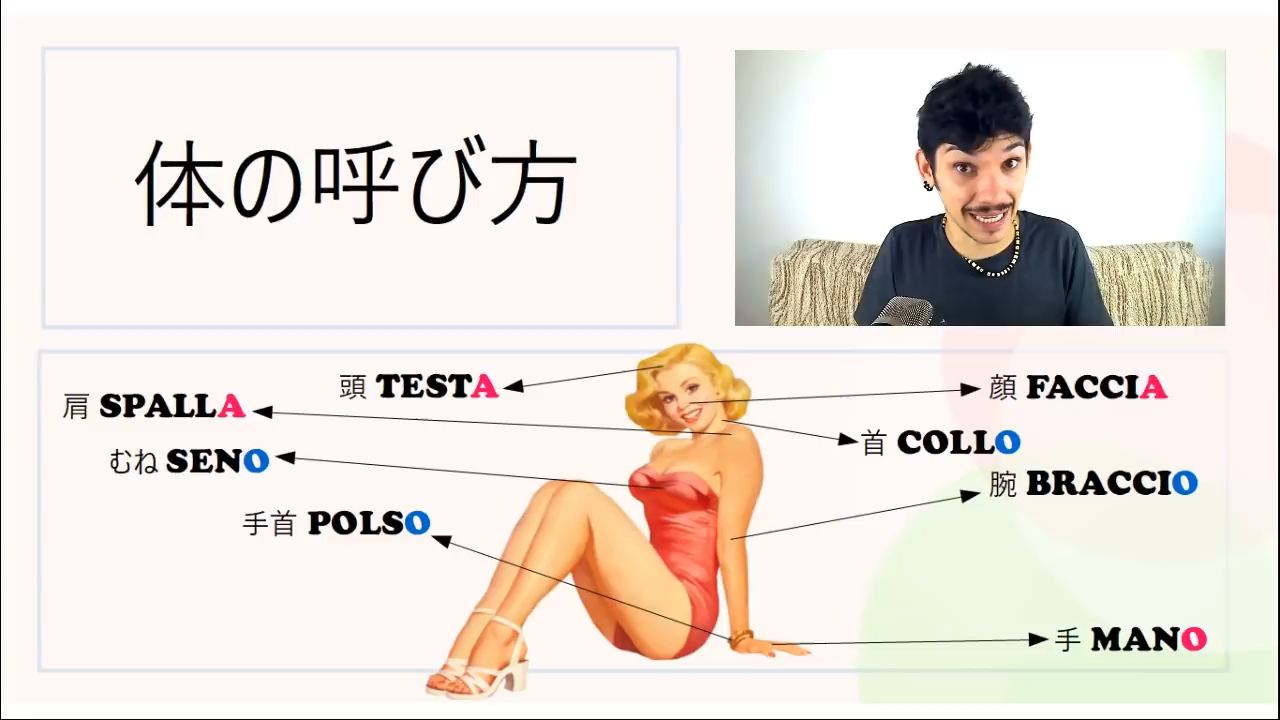 体の呼び方
頭 TESTA
肩 SPALLA
むね SENO
手首 POLSO
顔 FACCIA
首 COLLO
腕 BRACCIO
手 MANO